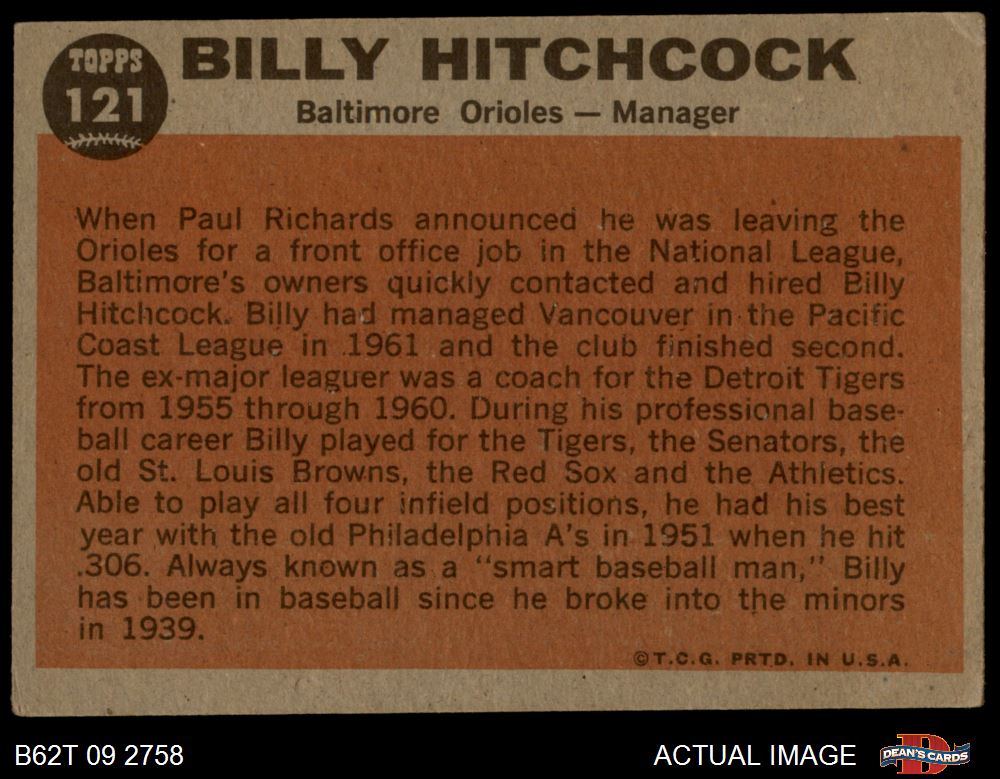 TOPPS
121
BILLY HITCHCOCK
Baltimore Orioles — Manager
When Paul Richards announced he was leaving the
Orioles for a front office job in the National League,
Baltimore's owners quickly contacted and hired Billy
Hitchcock. Billy had managed Vancouver in the Pacific
Coast League in 1961 and the club finished second.
The ex-major leaguer was a coach for the Detroit Tigers
from 1955 through 1960. During his professional base-
ball career Billy played for the Tigers, the Senators, the
old St. Louis Browns, the Red Sox and the Athletics.
Able to play all four infield positions, he had his best
year with the old Philadelphia A's in 1951 when he hit
.306. Always known as a "smart baseball man," Billy
has been in baseball since he broke into the minors
in 1939.
©T.C.G. PRTD. IN U.S.A.
B62T 09 2758
ACTUAL IMAGE
D
DEAN'S CARDS